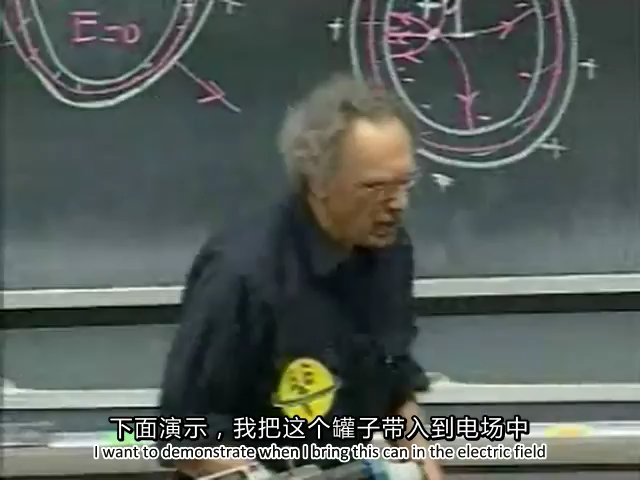 E=0
+q
下面演示，我把这个罐子带入到电场中
I want to demonstrate when I bring this can in the electric field